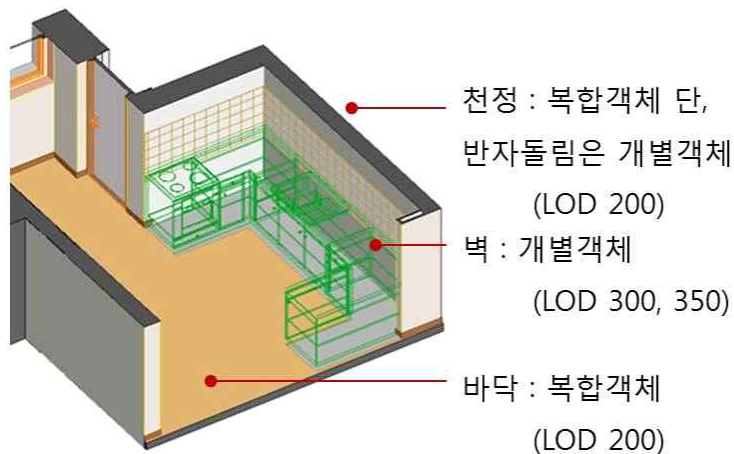 천정 : 복합객체 단,
반자돌림은 개별객체
(LOD 200)
벽 : 개별객체
(LOD 300, 350)
바닥 : 복합객체
(LOD 200)